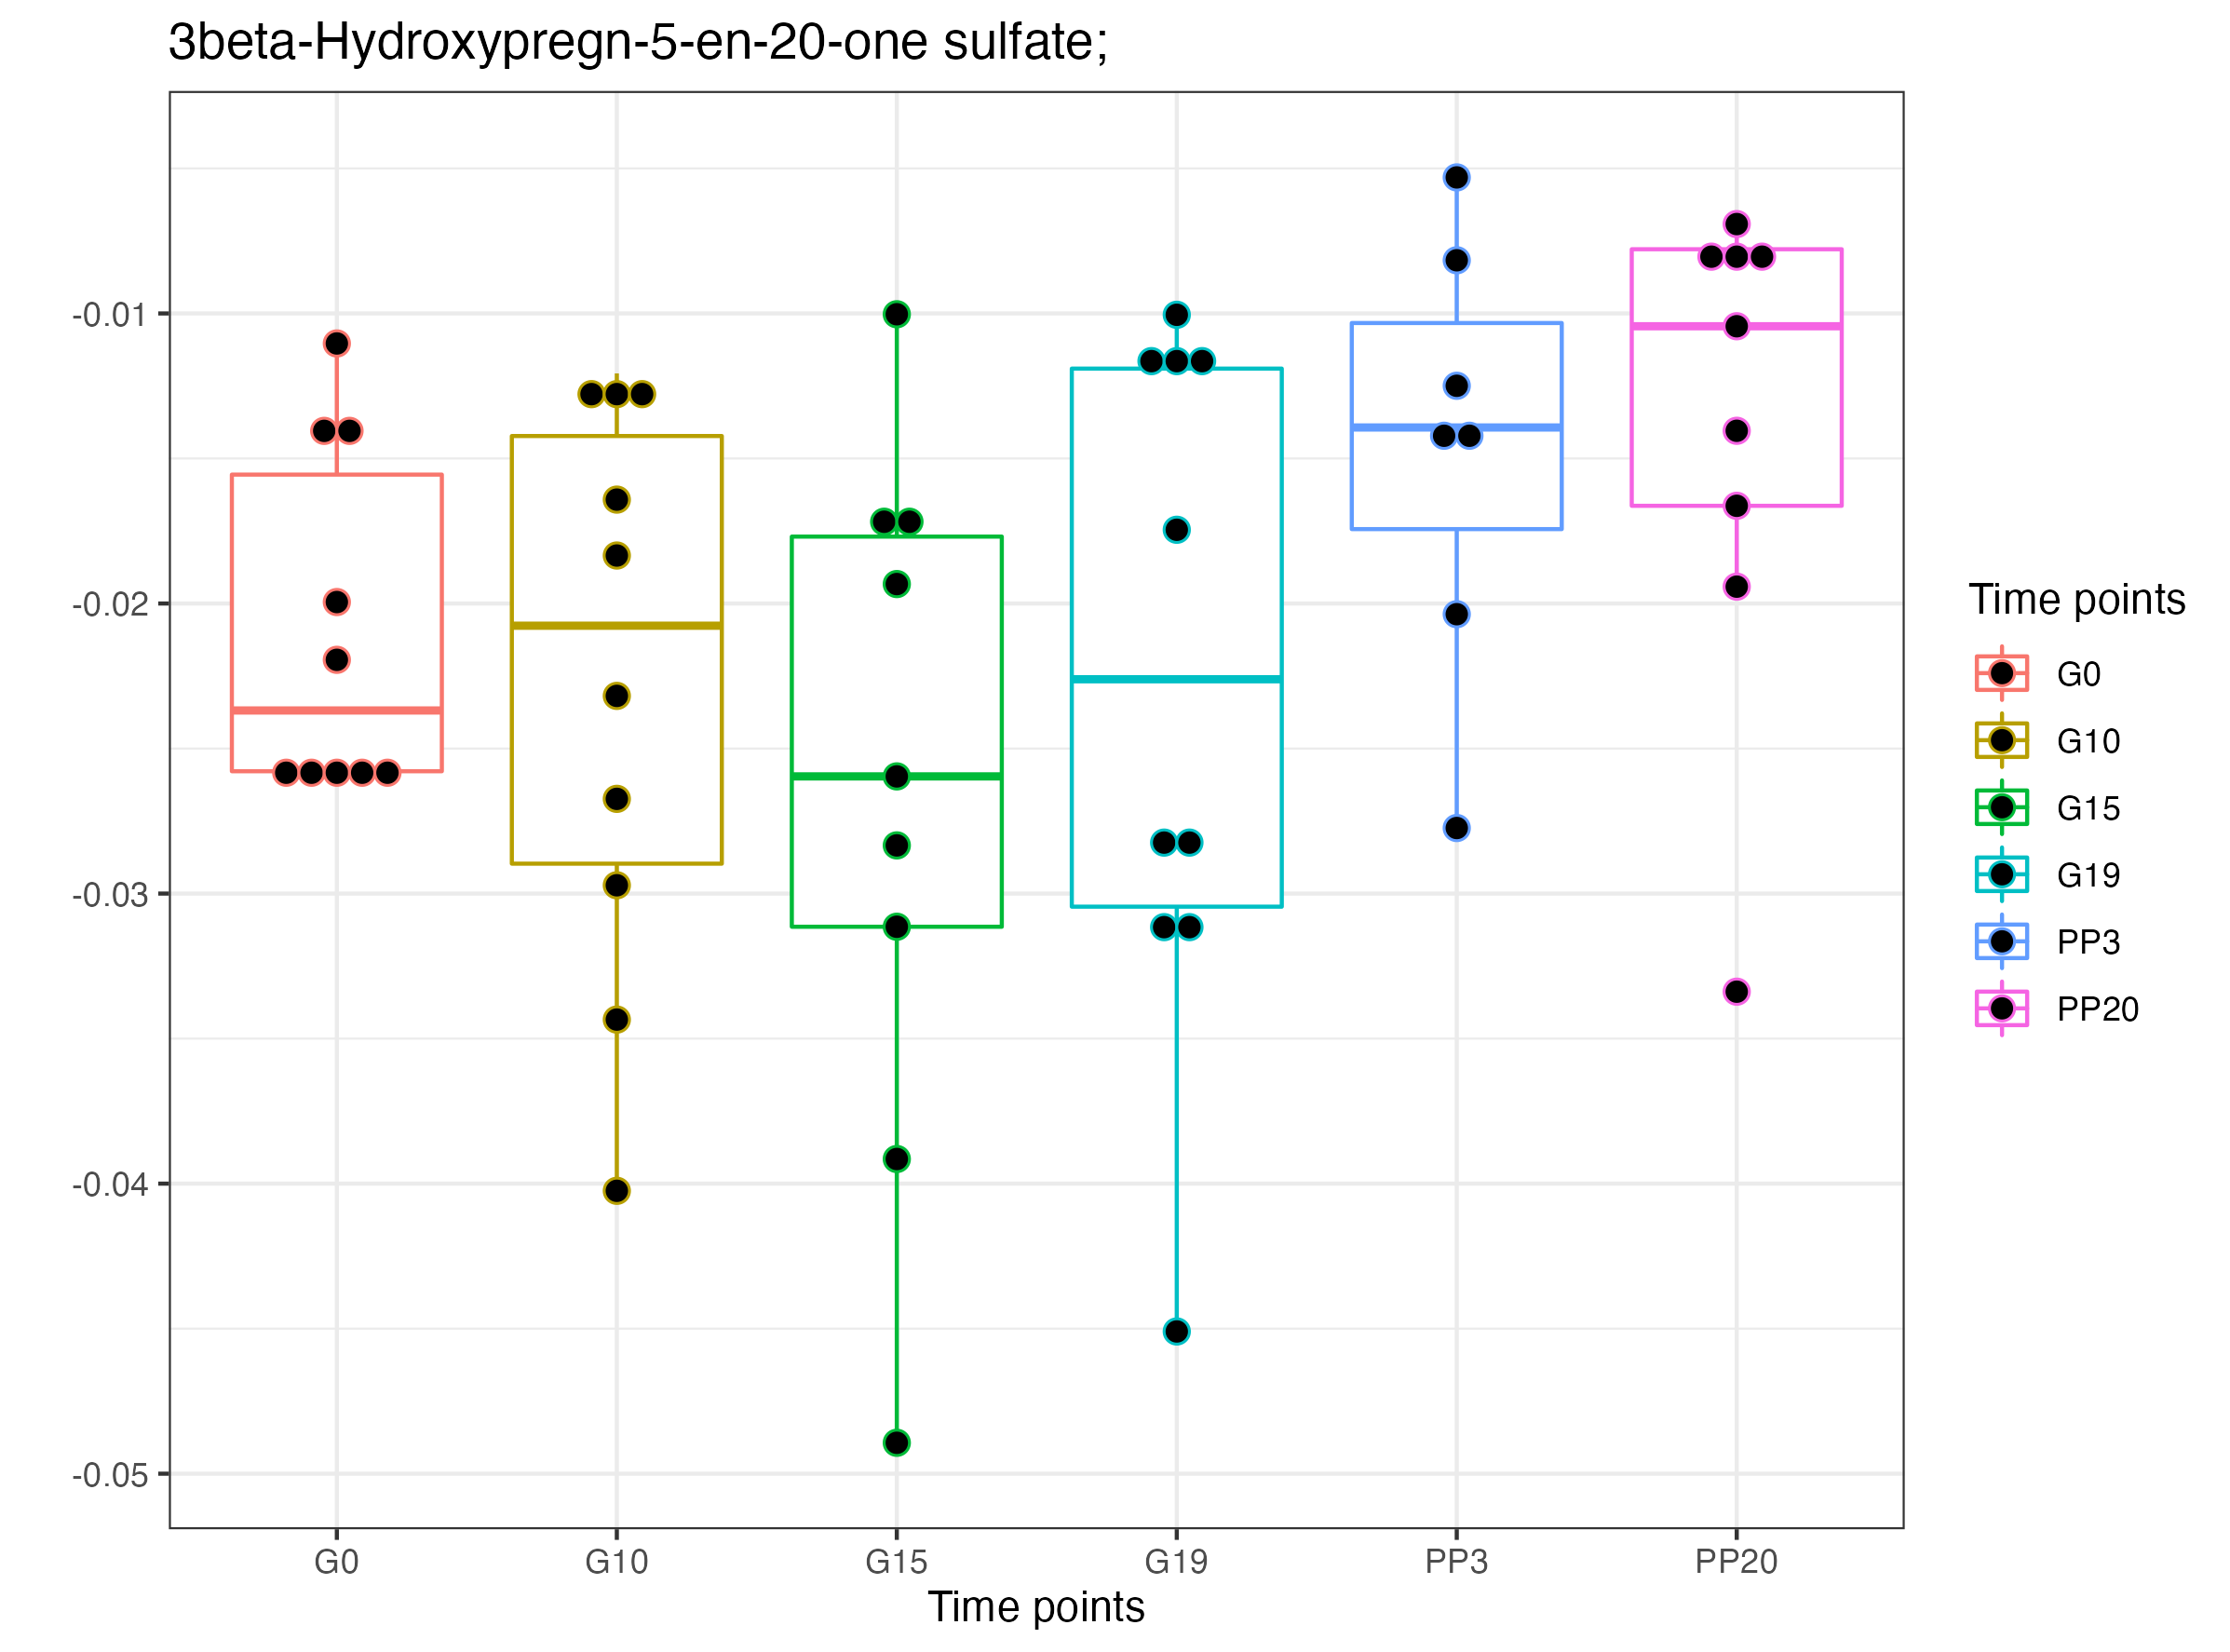 3beta-Hydroxypregn-5-en-20-one sulfate;
-0.01
-0.02
-0.03
-0.04
-0.05
G0
G10
G15
G19
PP3
PP20
Time points
Time points
G0
G10
G15
G19
PP3
PP20